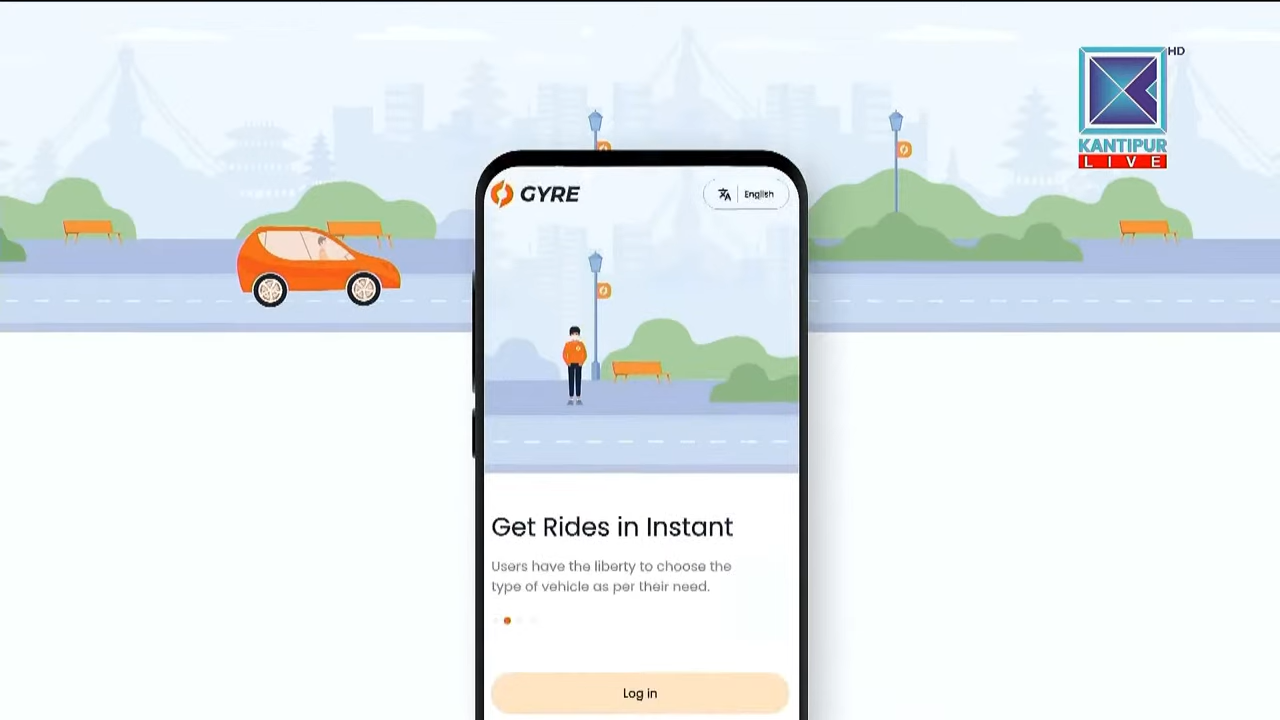 HD
KANTIPUR
LIVE
GYRE
English
Get Rides in Instant
Users have the liberty to choose the
type of vehicle as per their need.
Log in